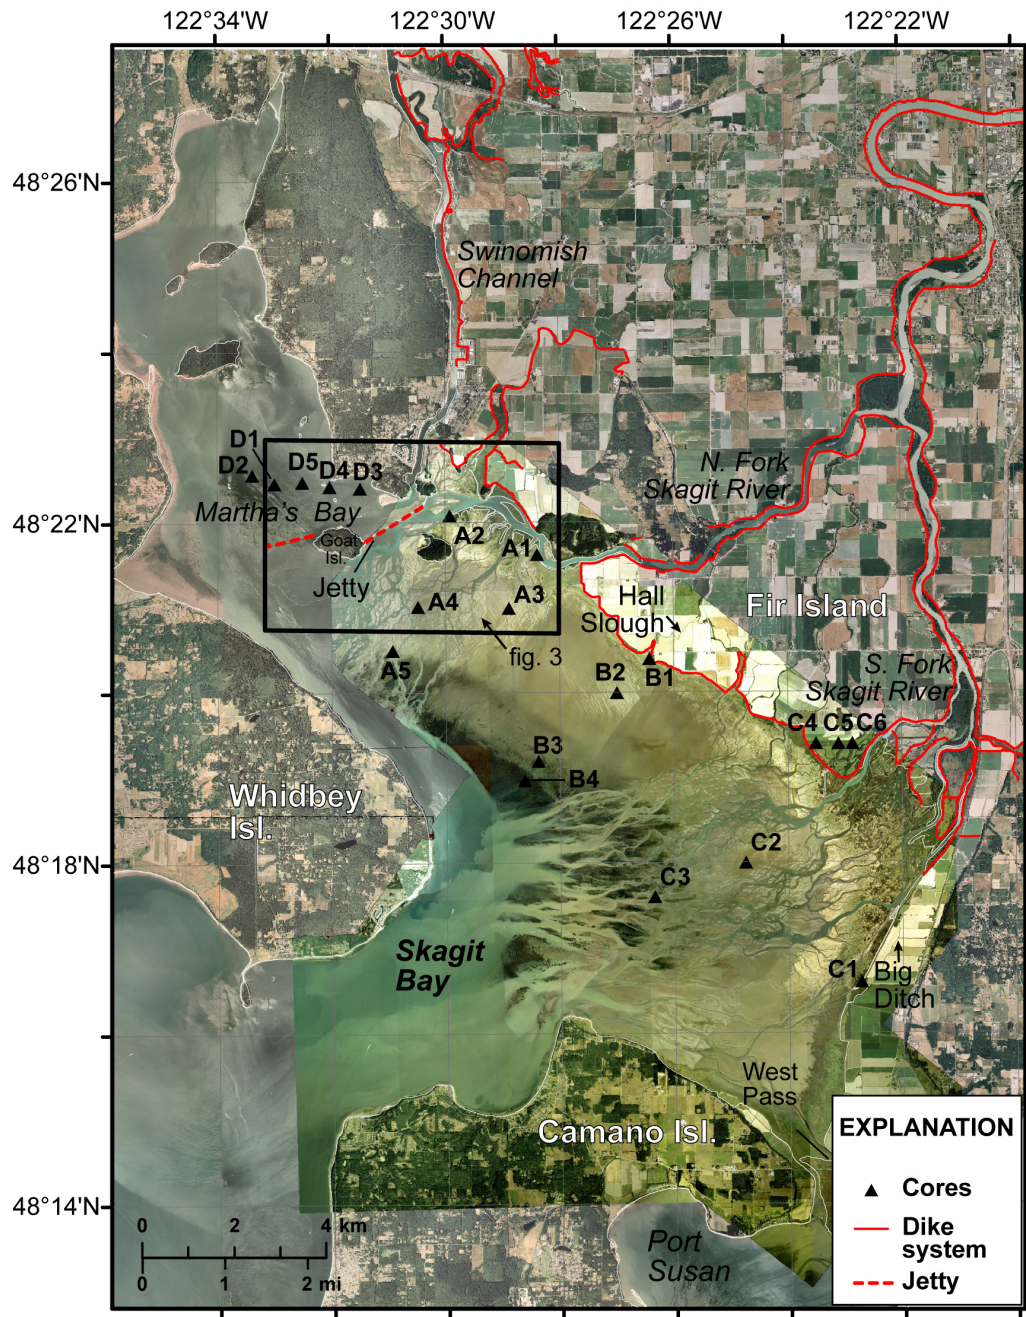 122°34'W 122°30'W 122°26'W 122°22'W
48°26'N
Swinomish
Channel
D1
D2 D5 D4 D3
N. Fork
Skagit River
48°22'N
Martha's Bay
A2
A1
Goat
Isl.
Jetty
A4 A3
Hall
Slough
Fir Island
fig. 3
A5
B2 B1
S. Fork
Skagit River
C4 C5 C6
B3
B4
Whidbey
Isl.
48°18'N
C2
C3
Skagit
Bay
C1 Big
Ditch
West
Pass
Camano Isl.
48°14'N
Port
Susan
0 2 4 km
0 1 2 mi
EXPLANATION
Cores
Dike
system
Jetty